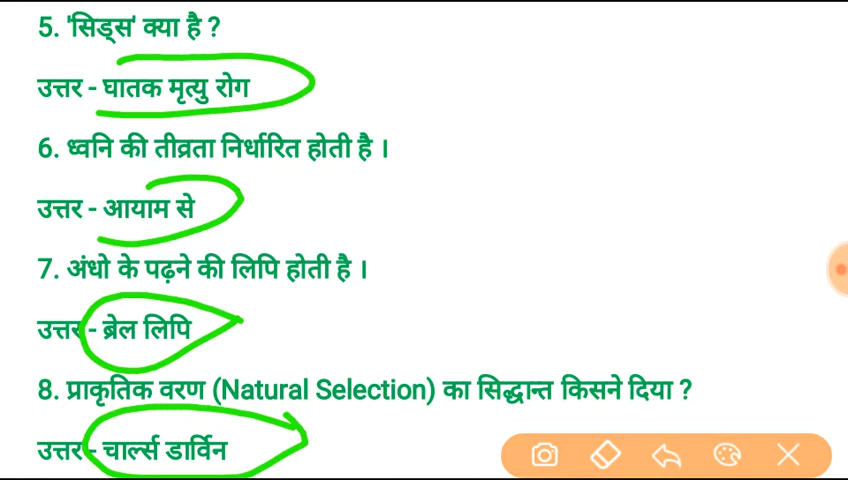 5. 'सिड्स' क्या है ?
उत्तर - घातक मृत्यु रोग
6. ध्वनि की तीव्रता निर्धारित होती है ।
उत्तर - आयाम से
7. अंधो के पढ़ने की लिपि होती है ।
उत्तर - ब्रेल लिपि
8. प्राकृतिक वरण (Natural Selection) का सिद्धान्त किसने दिया ?
उत्तर - चार्ल्स डार्विन